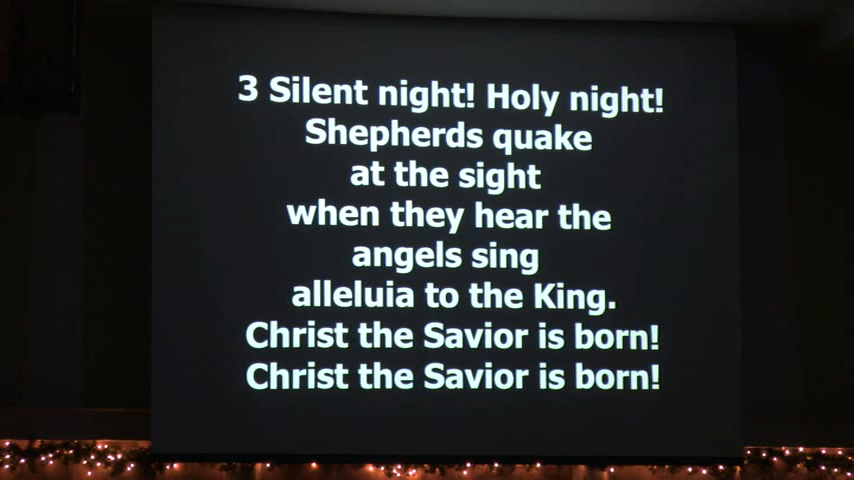 3 Silent night! Holy night!
Shepherds quake
at the sight
when they hear the
angels sing
alleluia to the King.
Christ the Savior is born!
Christ the Savior is born!